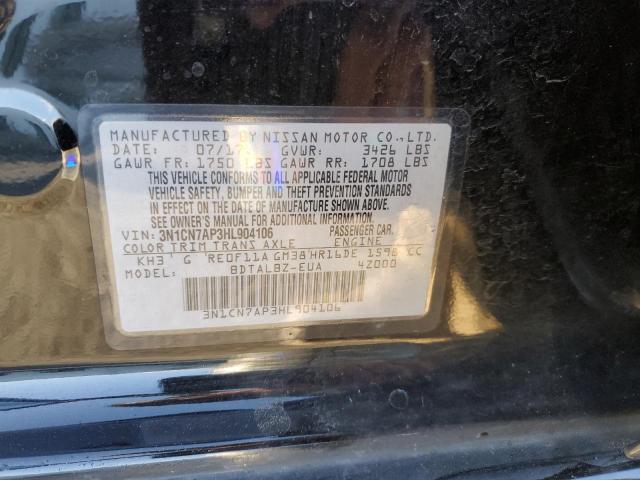 MANUFACTURED BY NISSAN MOTOR CO.,LTD.
DATE: 07/17 GVWR: 3426 LBS
GAWR FR: 1750 LBS GAWR RR: 1708 LBS
THIS VEHICLE CONFORMS TO ALL APPLICABLE FEDERAL MOTOR
VEHICLE SAFETY, BUMPER AND THEFT PREVENTION STANDARDS
IN EFFECT ON THE DATE OF MANUFACTURE SHOWN ABOVE.
SEE OWNER'S MANUAL FOR ADDITIONAL INFORMATION.
VIN: 3N1CN7AP3HL904106 PASSENGER CAR.
COLOR TRIM TRANS AXLE ENGINE
KH3 G RE0F11A GM38 HR16DE 1598 CC
MODEL: BDTALBZ-EUA 42000
3N1CN7AP3HL904106